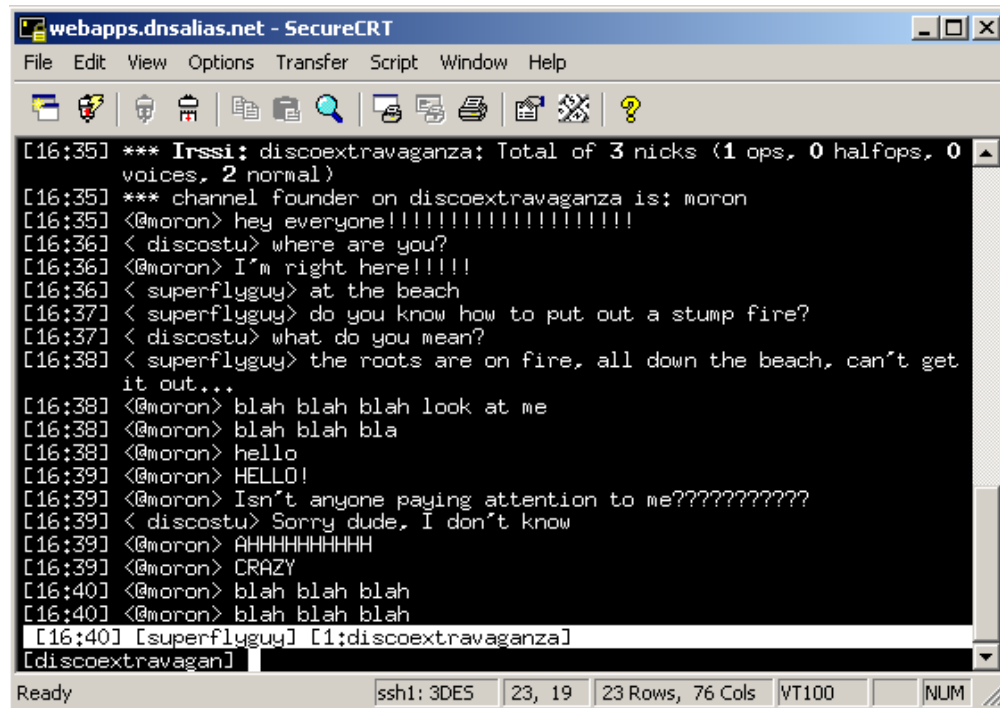 webapps.dnsalias.net - SecureCRT
File Edit View Options Transfer Script Window Help
[16:35] *** Irssi: discoextravaganza: Total of 3 nicks (1 ops, 0 halfops, 0
voices, 2 normal)
[16:35] *** channel founder on discoextravaganza is: moron
[16:35] <@moron> hey everyone!!!!!!!!!!!!!!!!!!!!!
[16:36] < discostu> where are you?
[16:36] <@moron> I´m right here!!!!!
[16:36] < superflyguy> at the beach
[16:37] < superflyguy> do you know how to put out a stump fire?
[16:37] < discostu> what do you mean?
[16:38] < superflyguy> the roots are on fire, all down the beach, can´t get
it out...
[16:38] <@moron> blah blah blah look at me
[16:38] <@moron> blah blah bla
[16:38] <@moron> hello
[16:39] <@moron> HELLO!
[16:39] <@moron> Isn´t anyone paying attention to me???????????
[16:39] < discostu> Sorry dude, I don´t know
[16:39] <@moron> AHHHHHHHHHH
[16:39] <@moron> CRAZY
[16:40] <@moron> blah blah blah
[16:40] <@moron> blah blah blah
[16:40] [superflyguy] [1:discoextravaganza]
[discoextravagan]
Ready ssh1: 3DES 23, 19 23 Rows, 76 Cols VT100 NUM